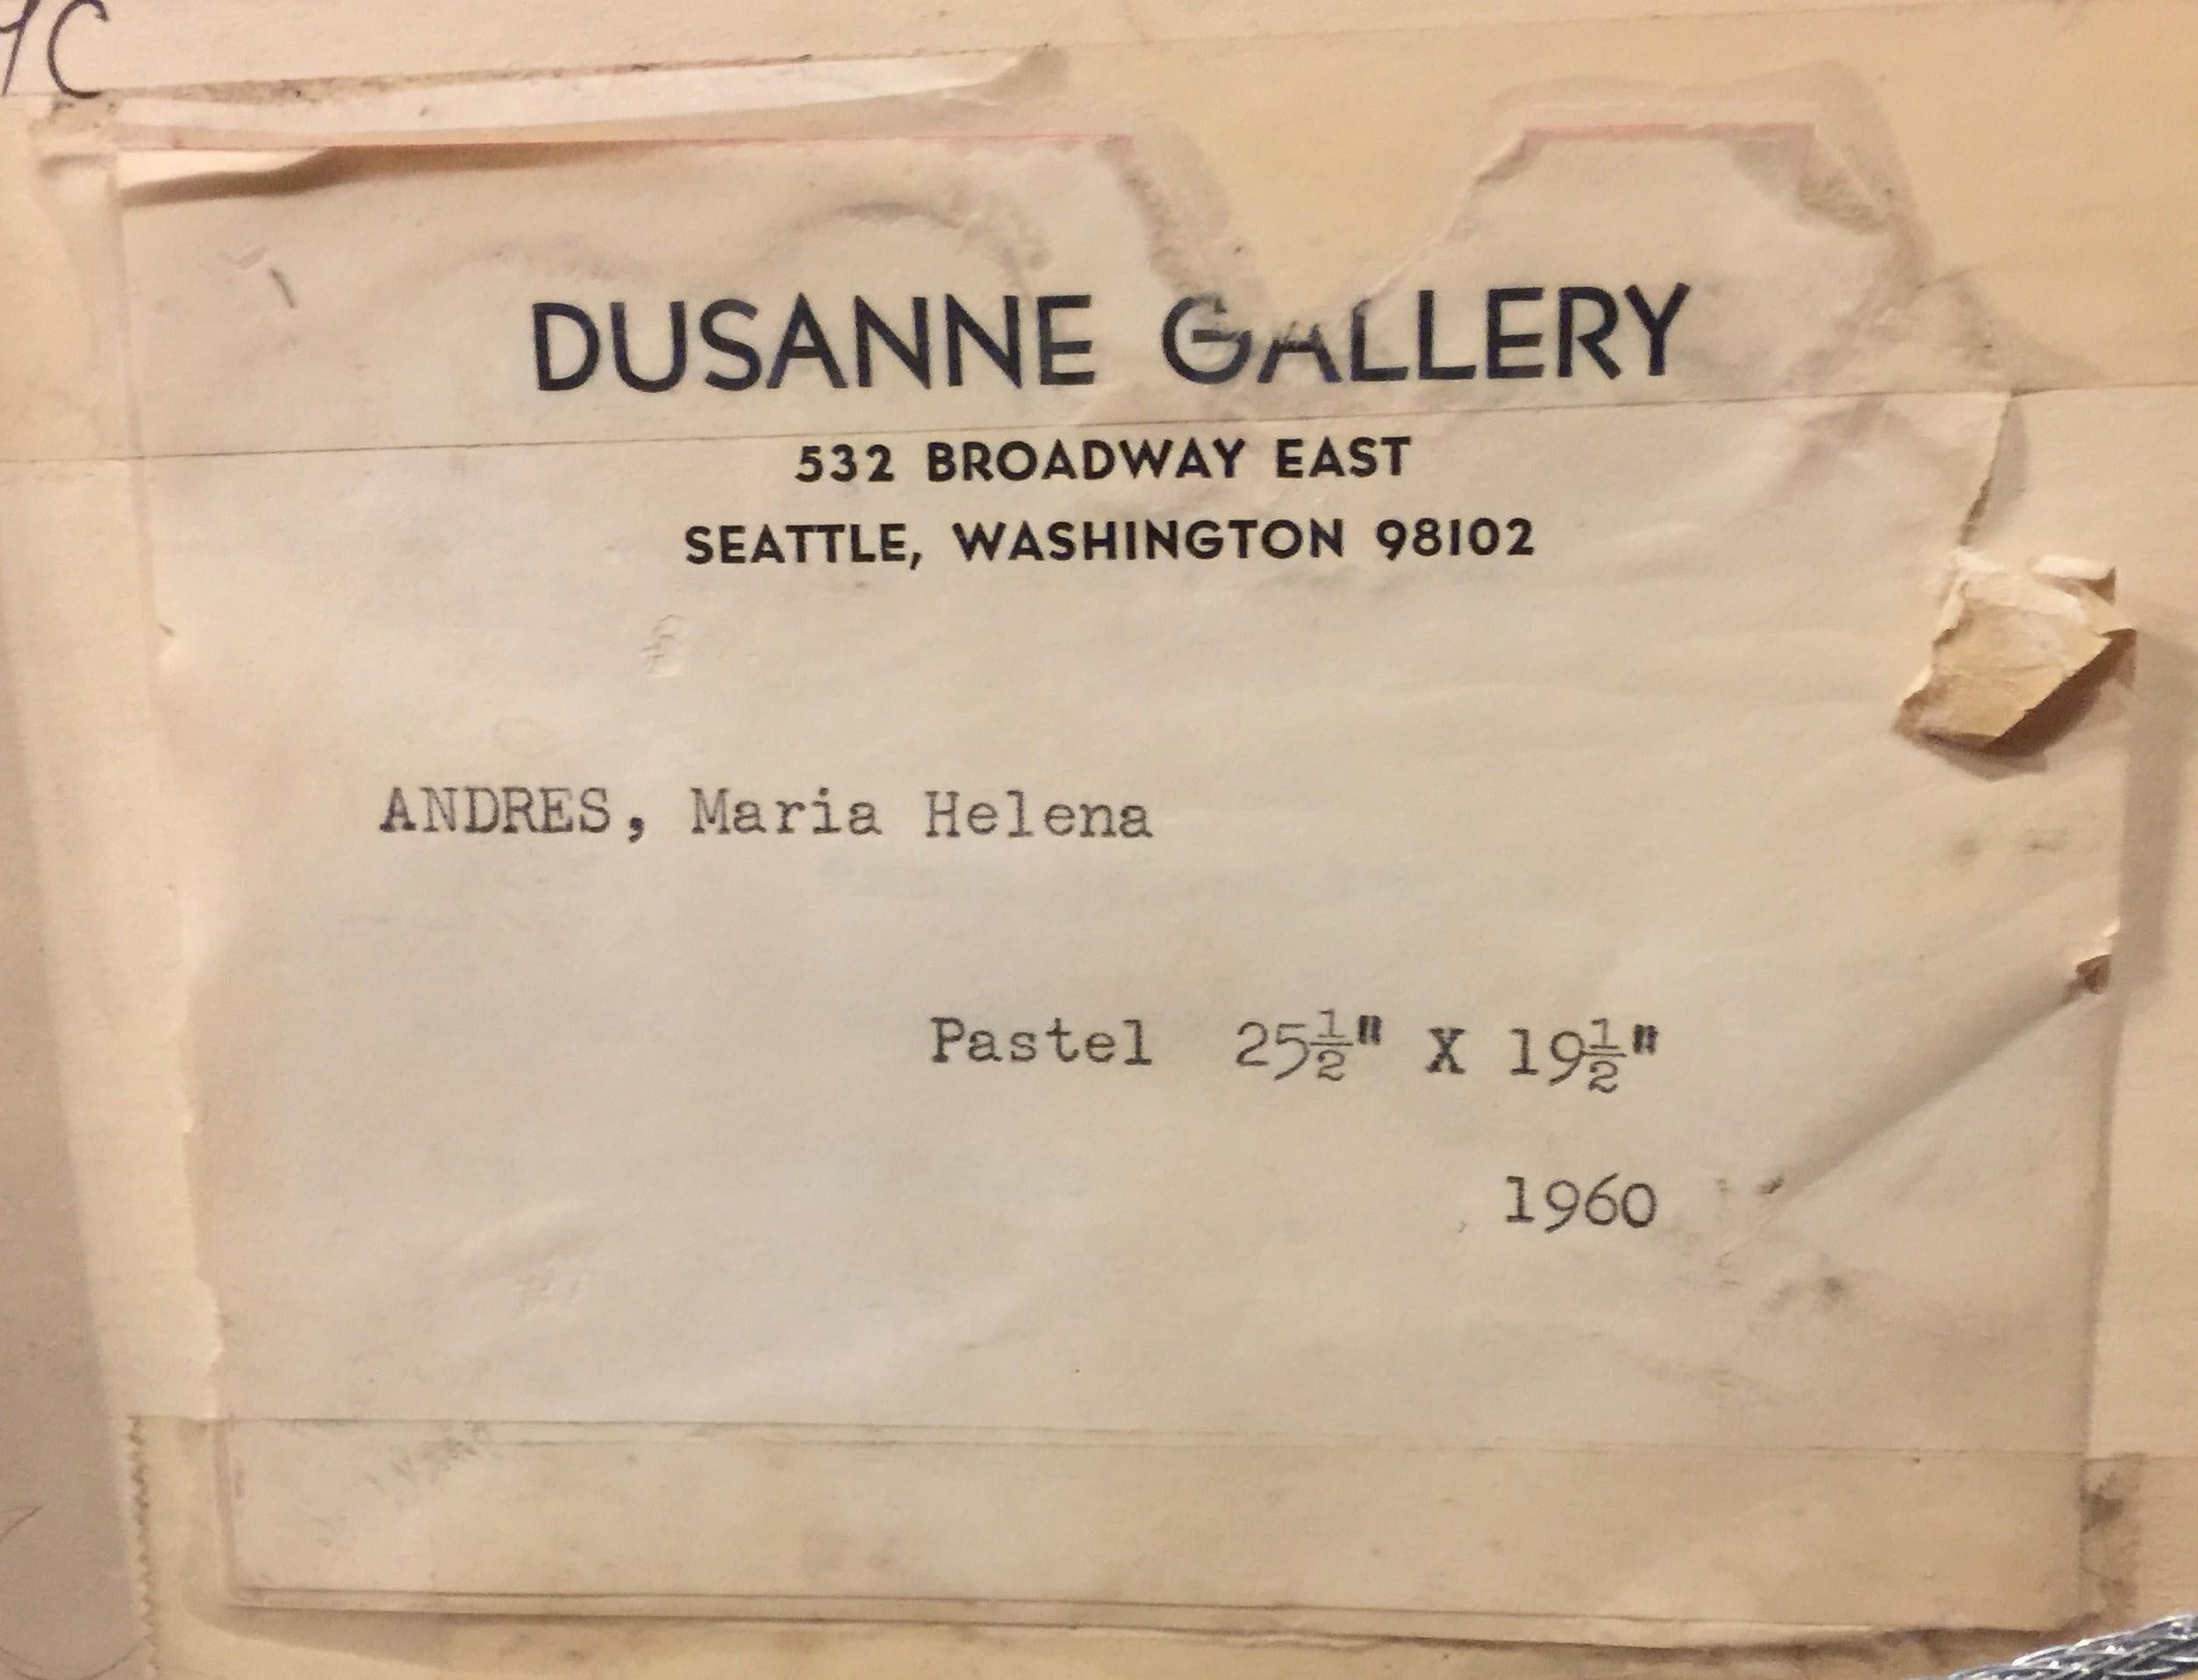 DUSANNE GALLERY
532 BROADWAY EAST
SEATTLE, WASHINGTON 98102
ANDRES, Maria Helena
Pastel 25½" X 19½"
1960